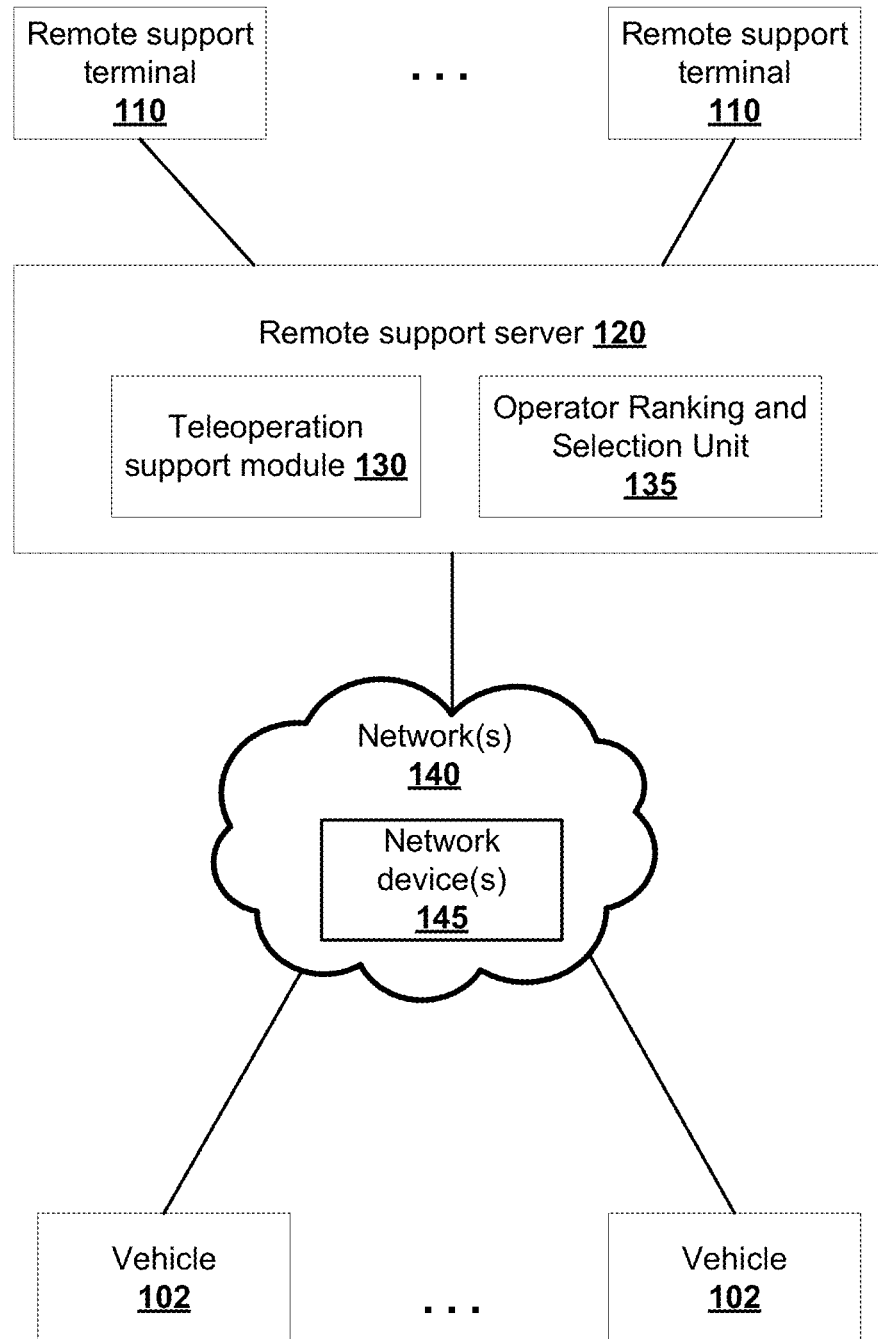 Remote support
terminal
110
. . .
Remote support
terminal
110
Remote support server 120
Teleoperation
support module 130
Operator Ranking and
Selection Unit
135
Network(s)
140
Network
device(s)
145
Vehicle
102
. . .
Vehicle
102